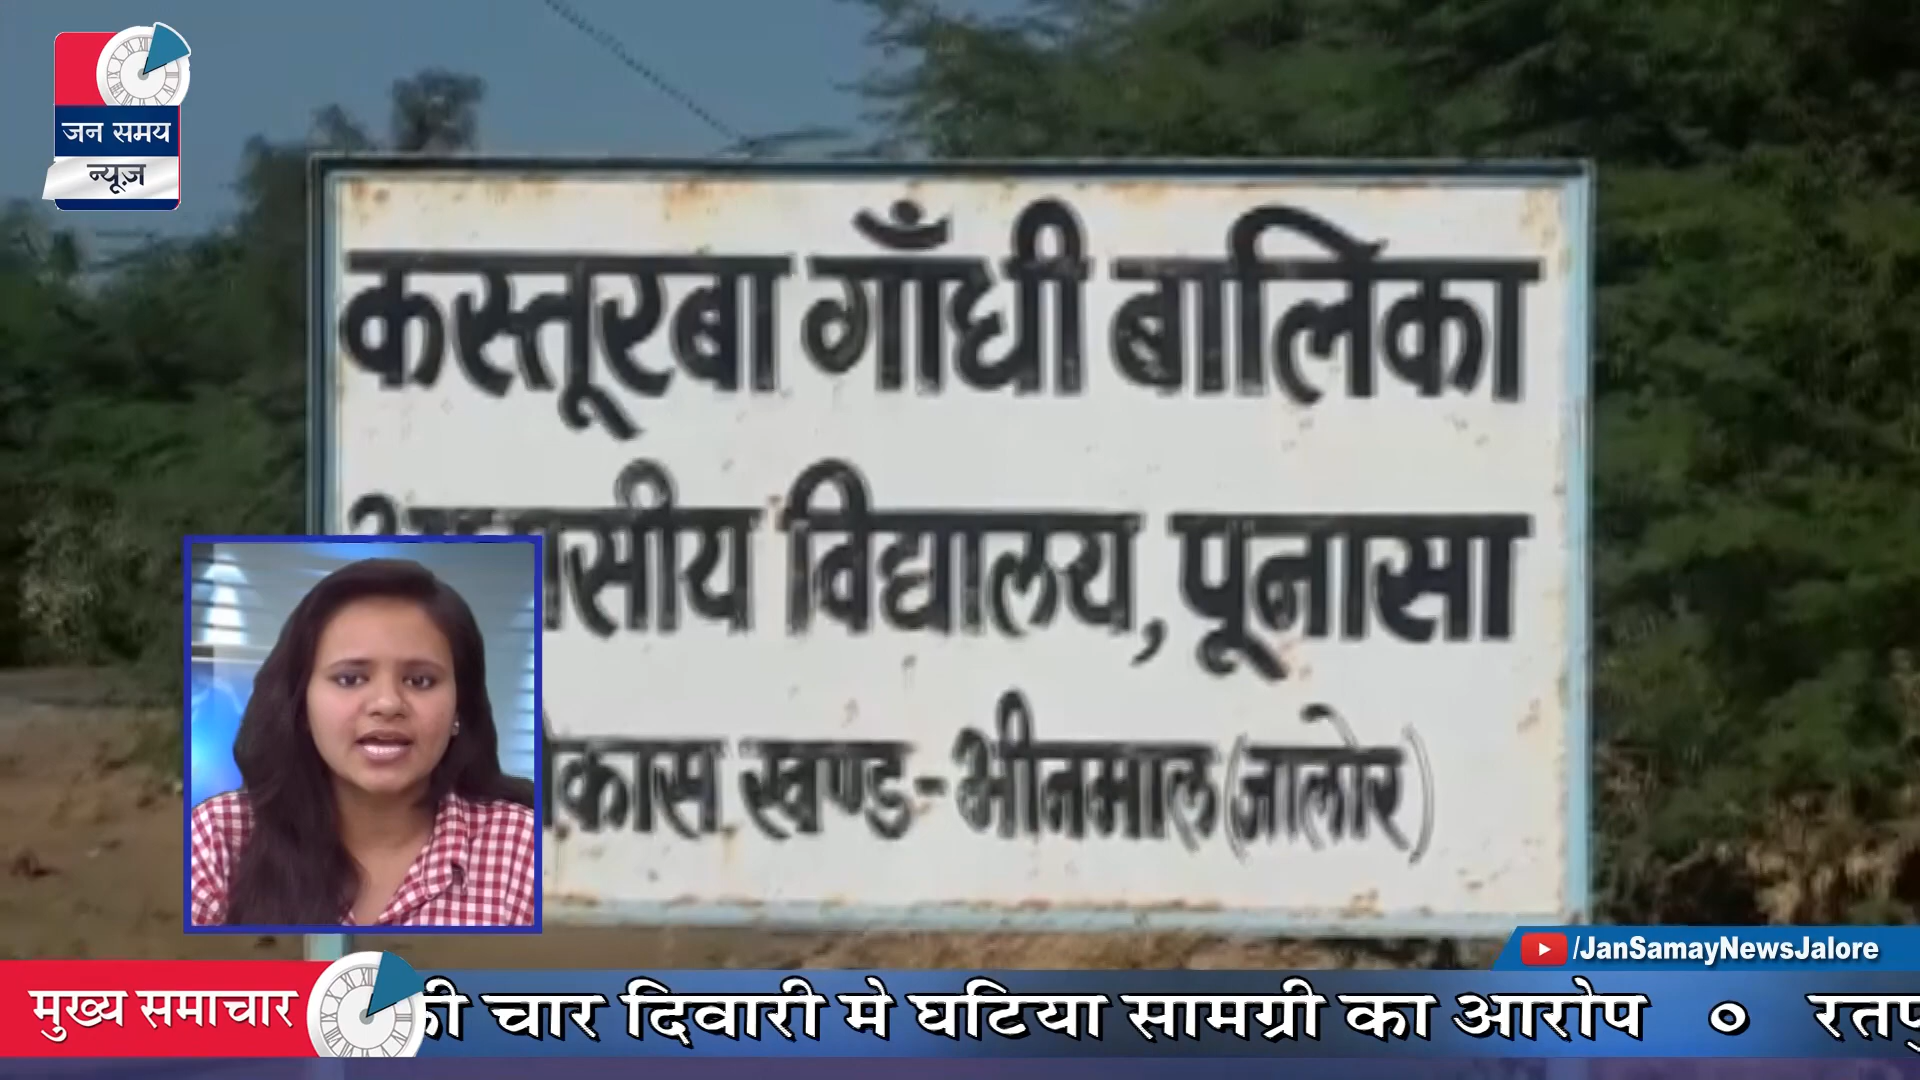 जन समय
न्यूज़
कस्तूरबा गाँधी बालिका
विद्यालय, पूनासा
खण्ड-भीनमाल (जालोर)
/JanSamayNewsJalore
मुख्य समाचार
की चार दिवारी मे घटिया सामग्री का आरोप